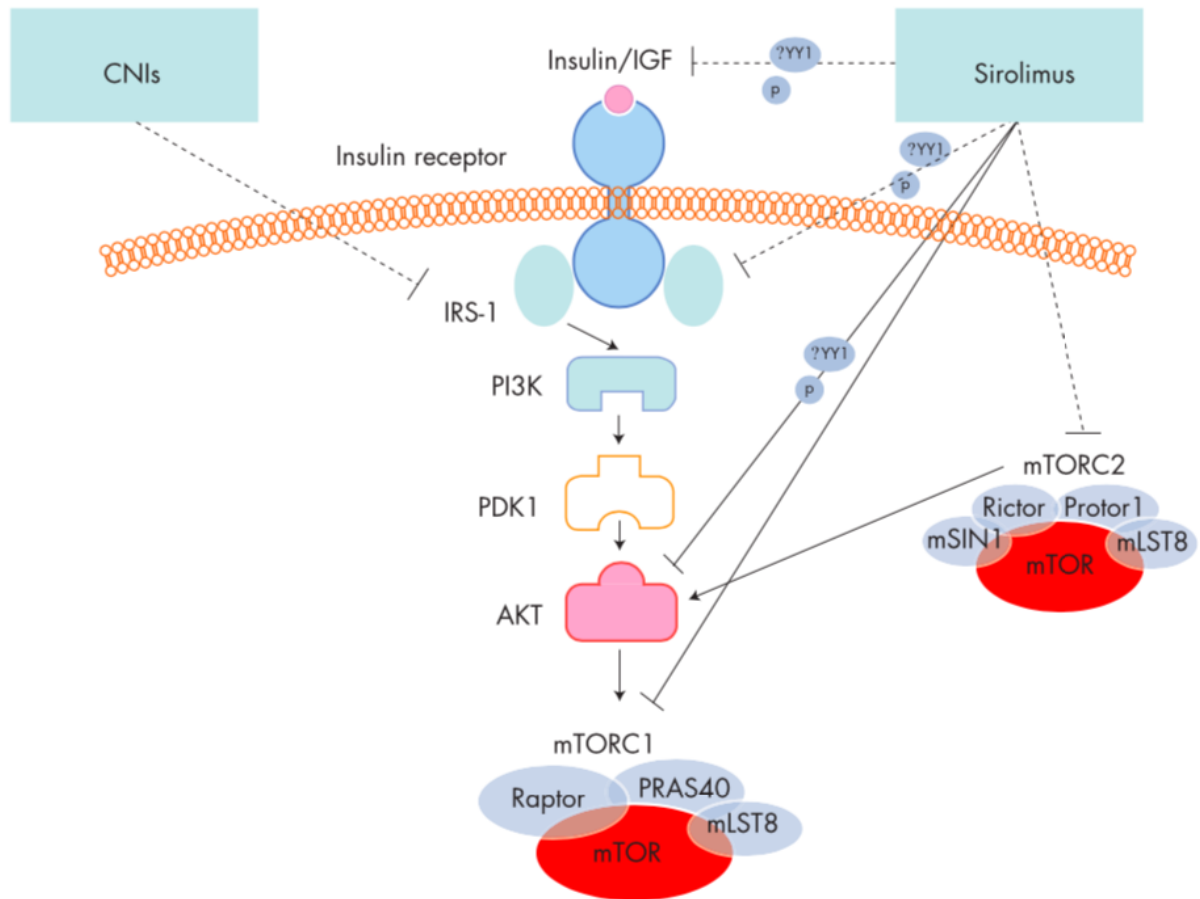 CNIs
Insulin/IGF
?YY1
p
Sirolimus
Insulin receptor
?YY1
p
IRS-1
?YY1
p
PI3K
mTORC2
Rictor
Protor1
mSIN1
mLST8
mTOR
PDK1
AKT
mTORC1
Raptor
PRAS40
mLST8
mTOR